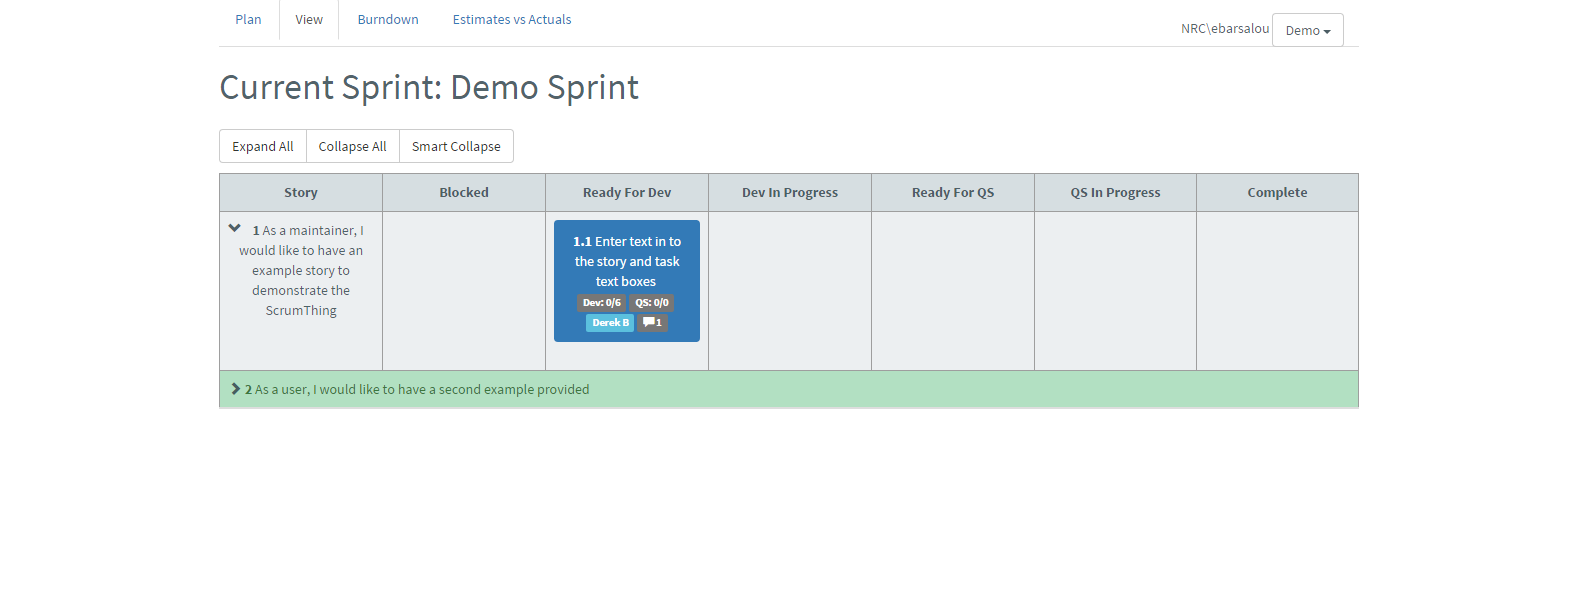 Plan View Burndown Estimates vs Actuals
NRC\ebarsalou Demo
Current Sprint: Demo Sprint
Expand All Collapse All Smart Collapse
Story Blocked Ready For Dev Dev In Progress Ready For QS QS In Progress Complete
1 As a maintainer, I
would like to have an
example story to
demonstrate the
ScrumThing
1.1 Enter text in to
the story and task
text boxes
Dev: 0/6 QS: 0/0
Derek B 1
2 As a user, I would like to have a second example provided